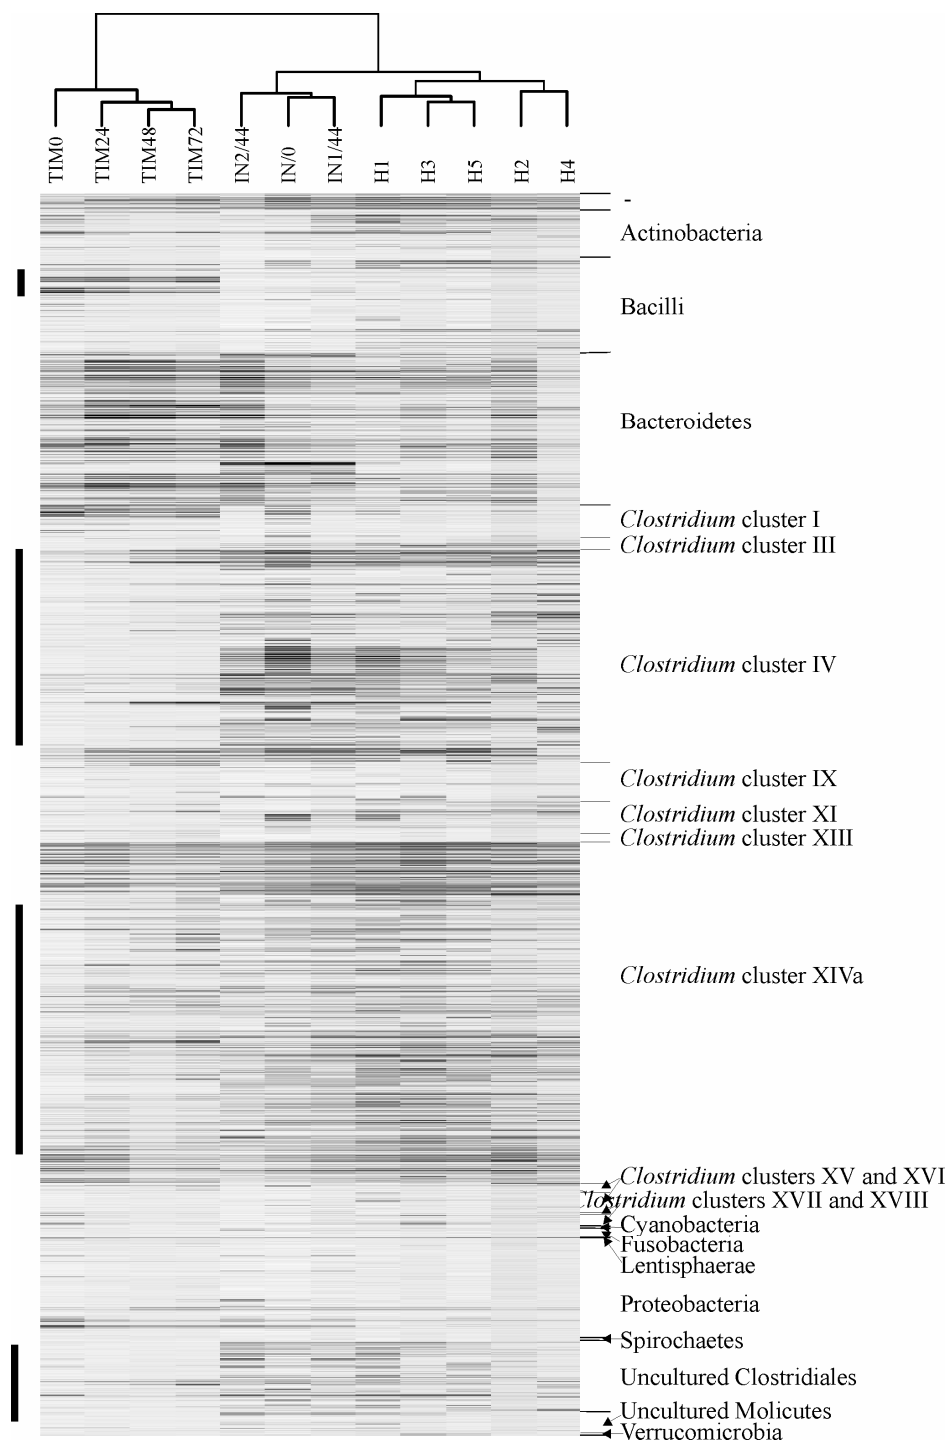 TIM0
TIM24
TIM48
TIM72
IN2/44
IN/0
IN1/44
H1
H3
H5
H2
H4
-
Actinobacteria
Bacilli
Bacteroidetes
Clostridium cluster I
Clostridium cluster III
Clostridium cluster IV
Clostridium cluster IX
Clostridium cluster XI
Clostridium cluster XIII
Clostridium cluster XIVa
Clostridium clusters XV and XVI
Clostridium clusters XVII and XVIII
Cyanobacteria
Fusobacteria
Lentisphaerae
Proteobacteria
Spirochaetes
Uncultured Clostridiales
Uncultured Molicutes
Verrucomicrobia